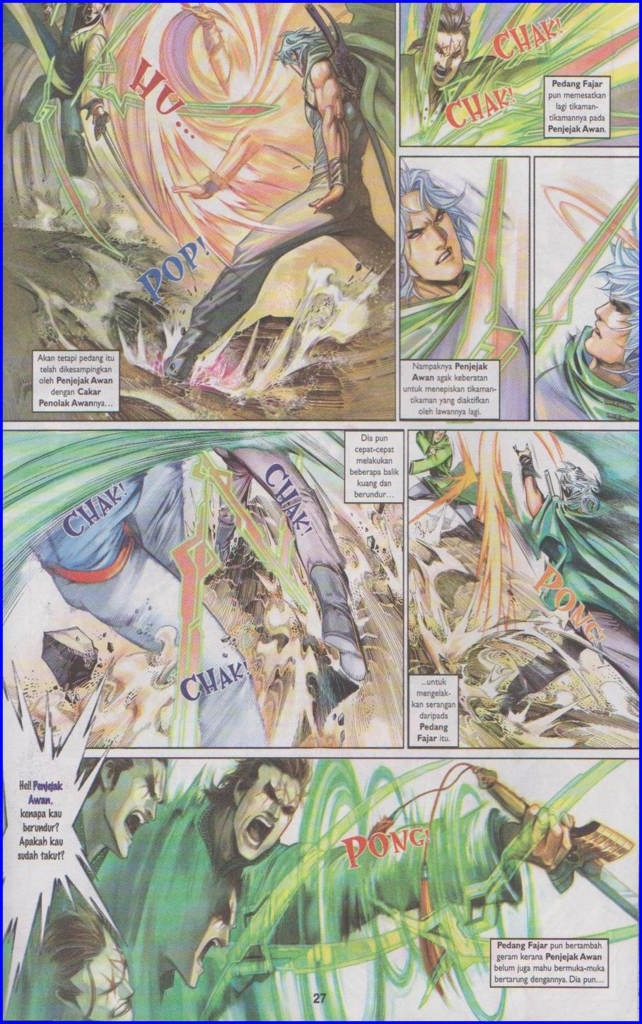 HU...
POP!
Akan tetapi pedang itu
telah dikesampingkan
oleh Penjejak Awan
dengan Cakar
Penolak Awannya...
CHAK!
CHAK!
Pedang Fajar
pun memesatkan
lagi tikaman-
tikamannya pada
Penjejak Awan.
Nampaknya Penjejak
Awan agak keberatan
untuk menepiskan tikaman-
tikaman yang diaktifkan
oleh lawannya lagi.
Dia pun
cepat-cepat
melakukan
beberapa balik
kuang dan
berundur...
CHAK!
CHAK!
CHAK!
PONG!
...untuk
mengelak-
kan serangan
daripada
Pedang
Fajar itu.
Hei! Penjejak
Awan,
kenapa kau
berundur?
Apakah kau
sudah takut?
PONG!
Pedang Fajar pun bertambah
geram kerana Penjejak Awan
belum juga mahu bermuka-muka
bertarung dengannya. Dia pun...
27